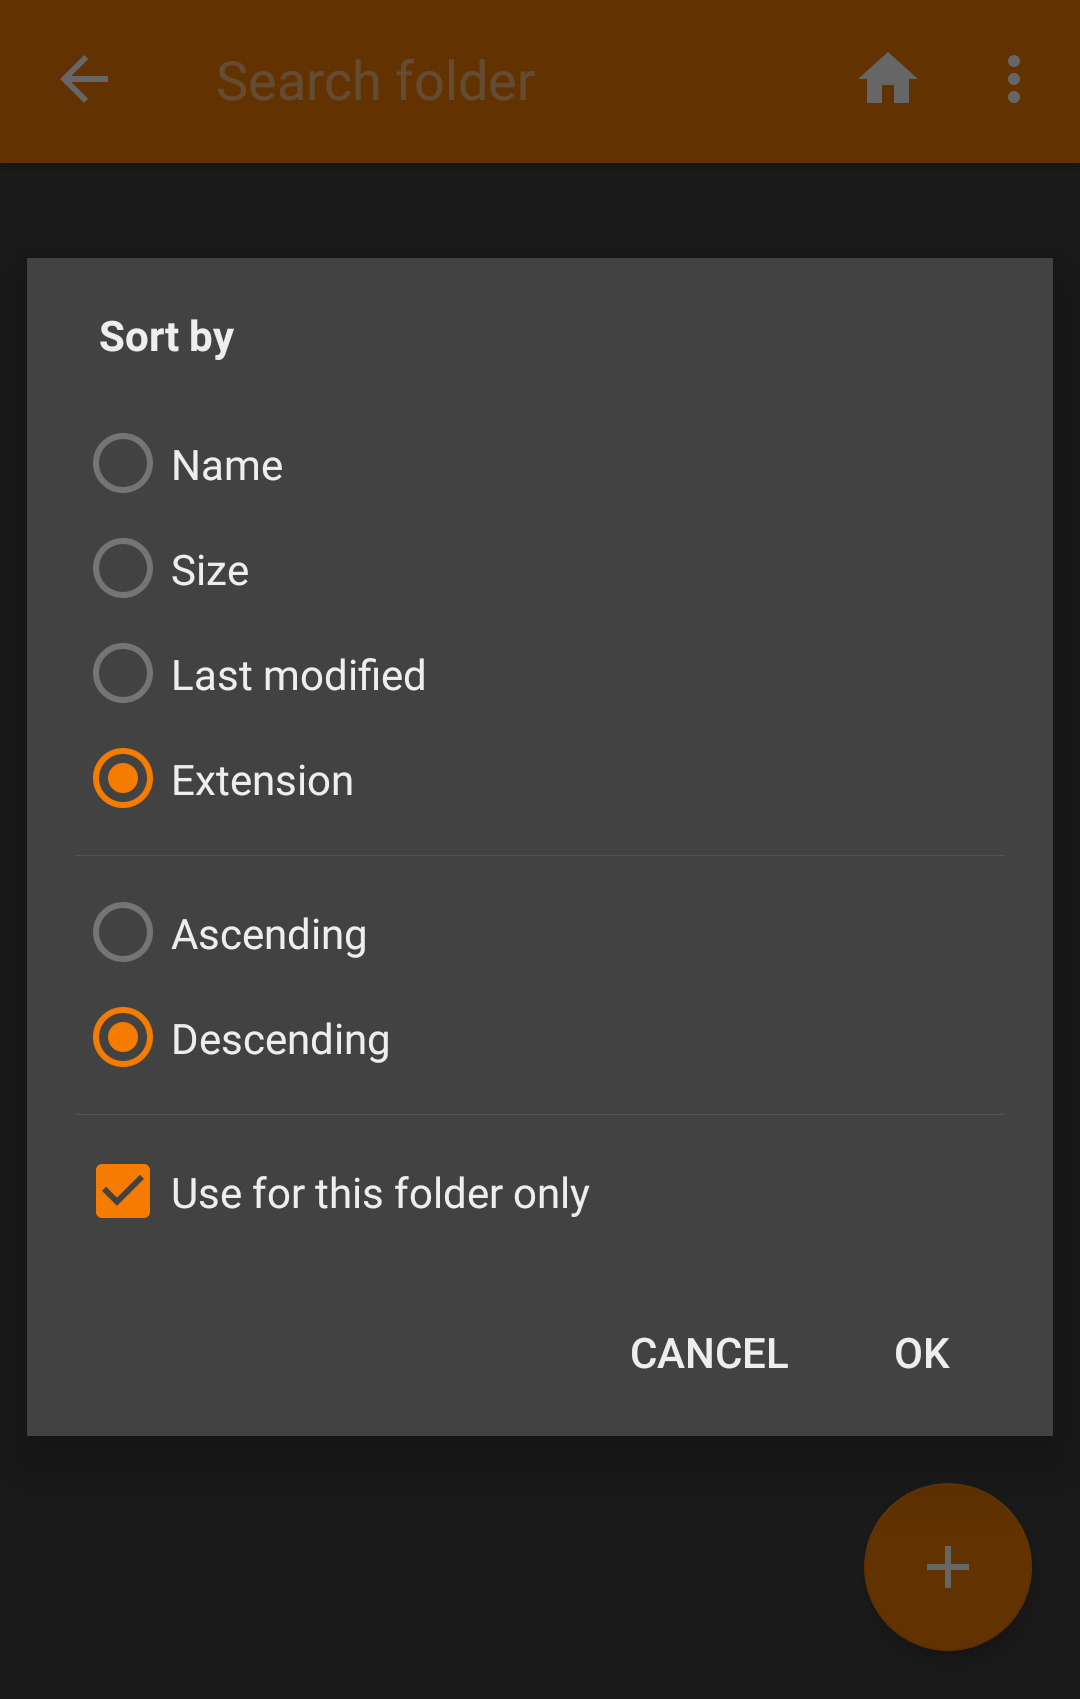 Search folder
Sort by
Name
Size
Last modified
Extension
Ascending
Descending
Use for this folder only
CANCEL OK